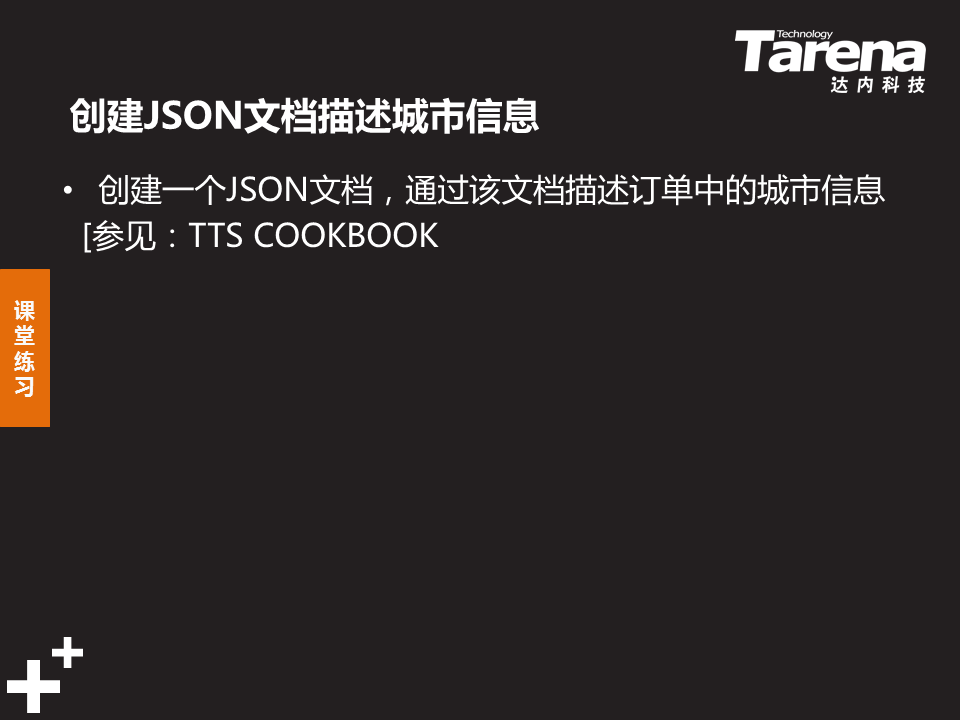 Technology
Tarena
达内科技
创建JSON文档描述城市信息
• 创建一个JSON文档，通过该文档描述订单中的城市信息
[参见：TTS COOKBOOK
课
堂
练
习